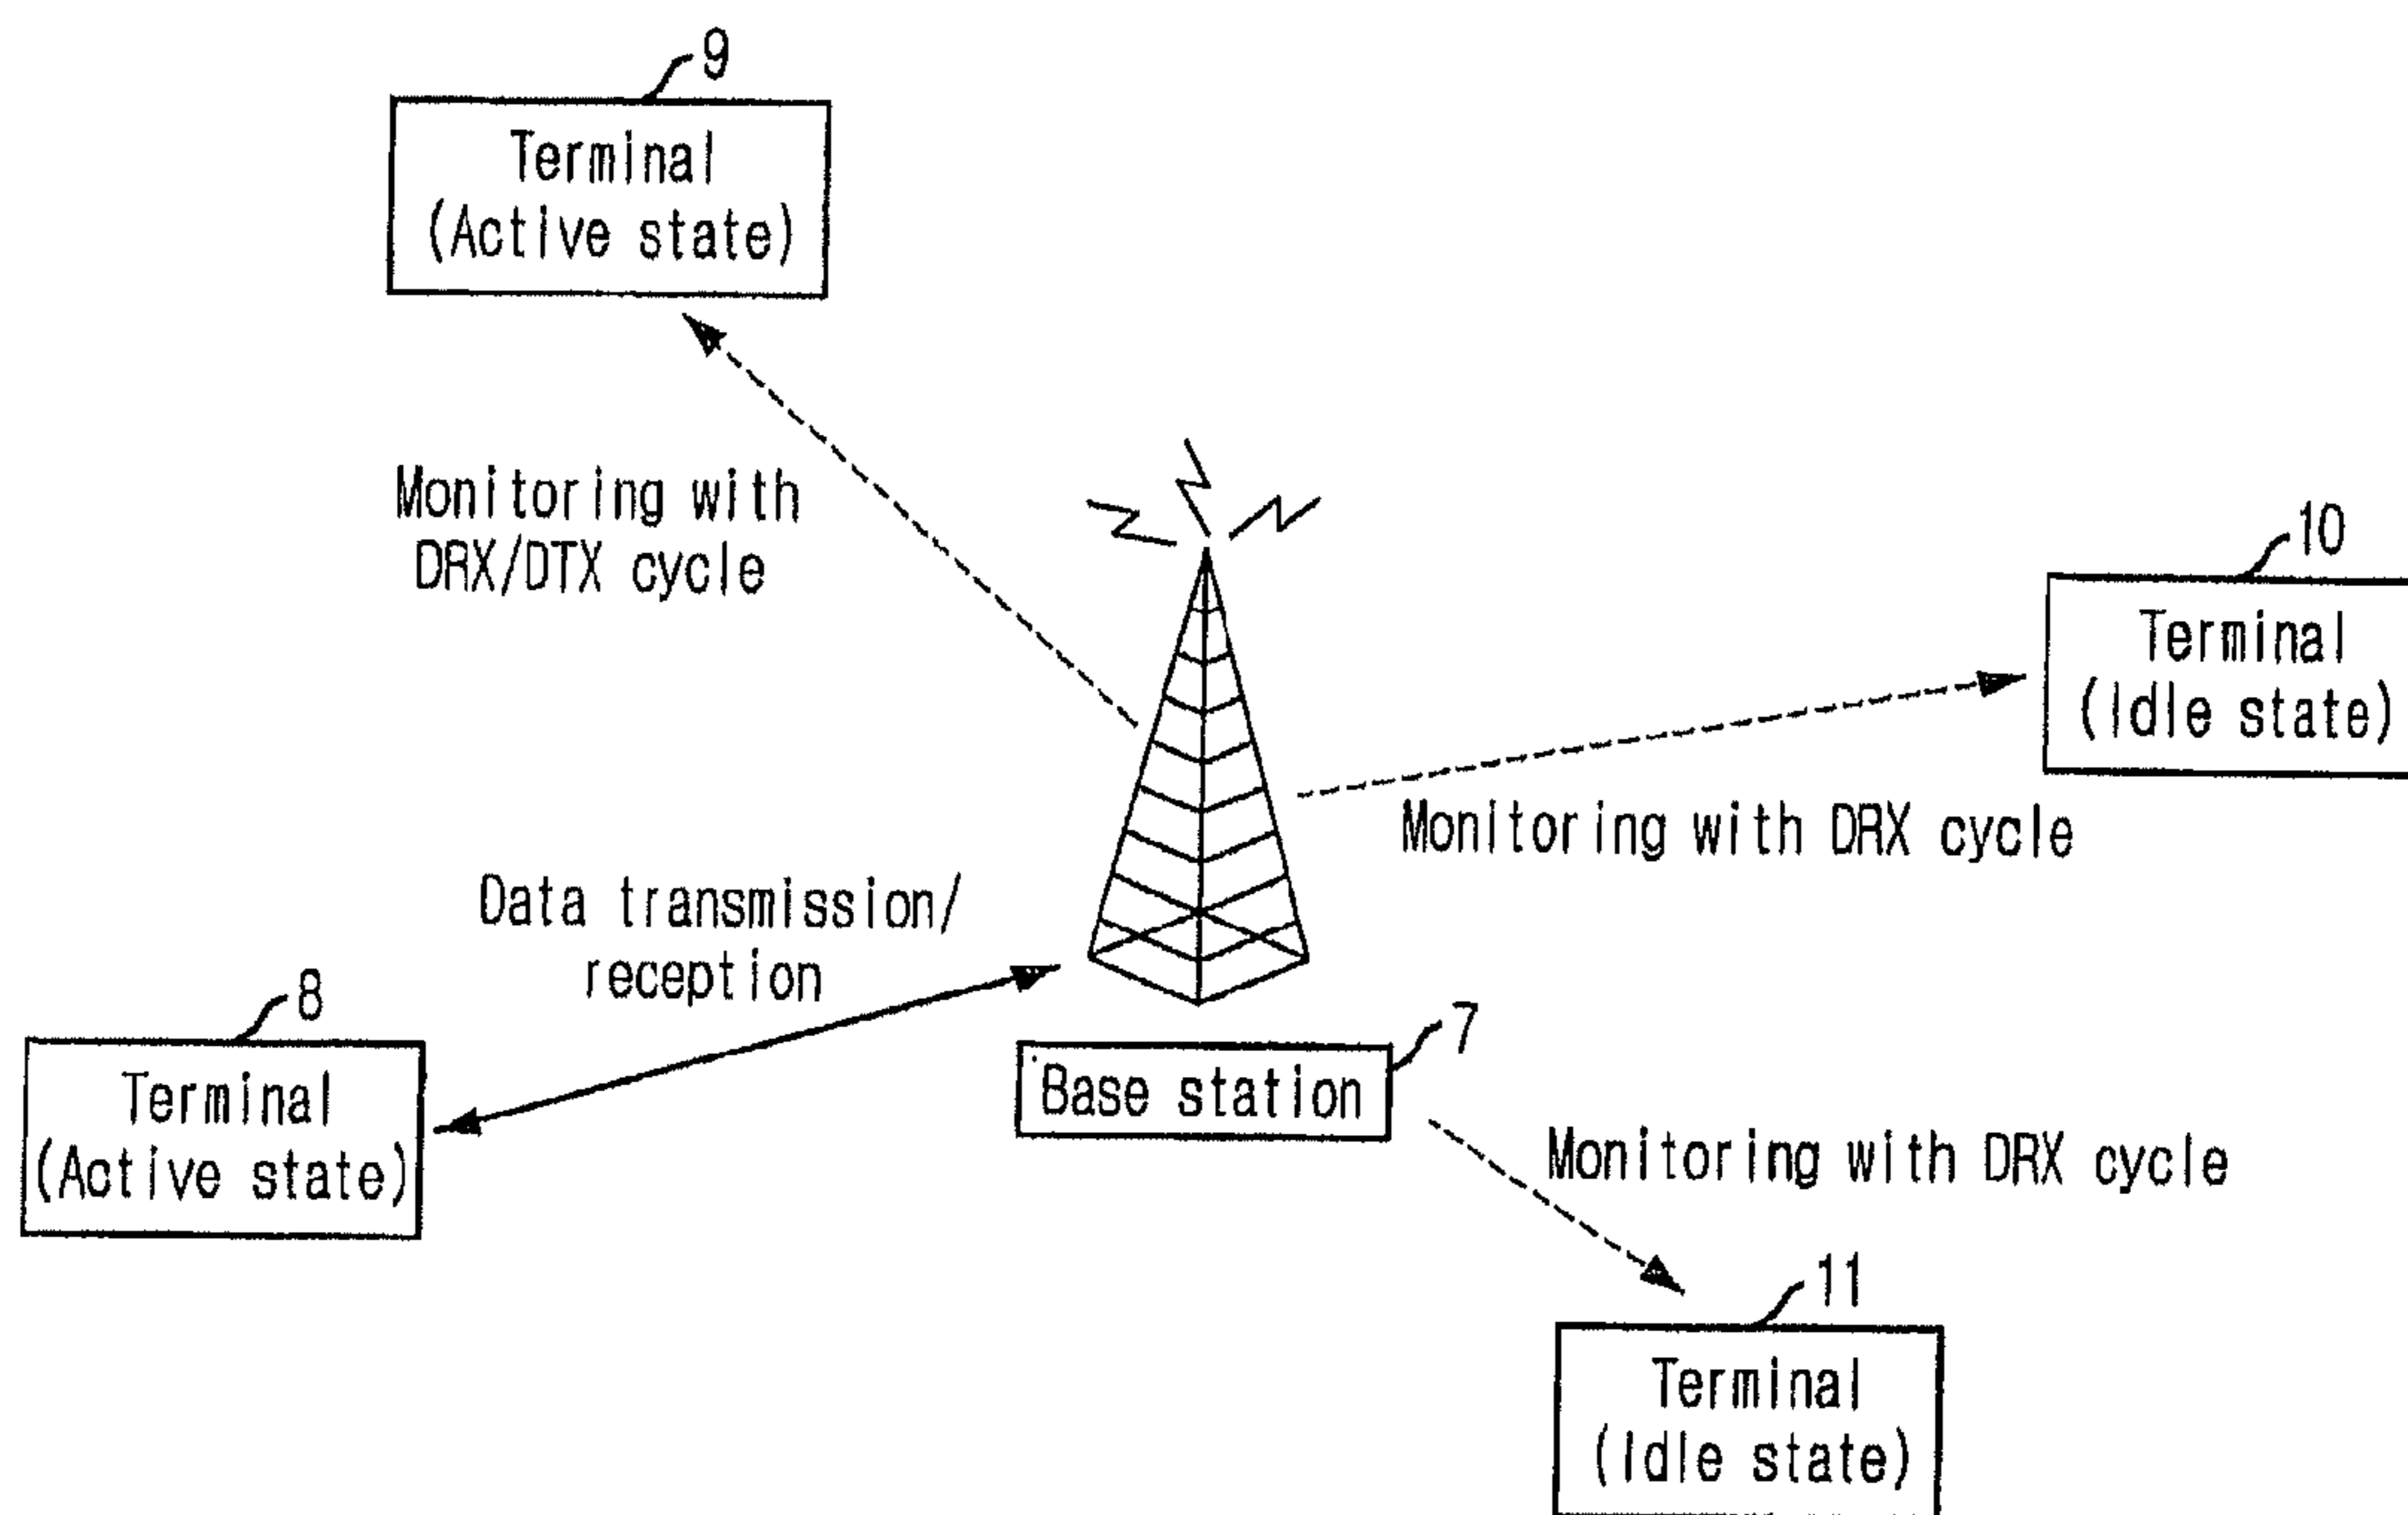 9
Terminal
(Active state)
Monitoring with
DRX/DTX cycle
10
Terminal
(Idle state)
Monitoring with DRX cycle
Data transmission/
reception
8
Terminal
(Active state)
7
Base station
Monitoring with DRX cycle
11
Terminal
(Idle state)